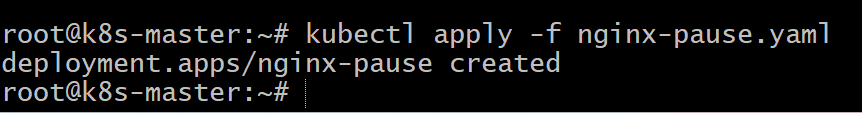 root@k8s-master:~# kubectl apply -f nginx-pause.yaml
deployment.apps/nginx-pause created
root@k8s-master:~#